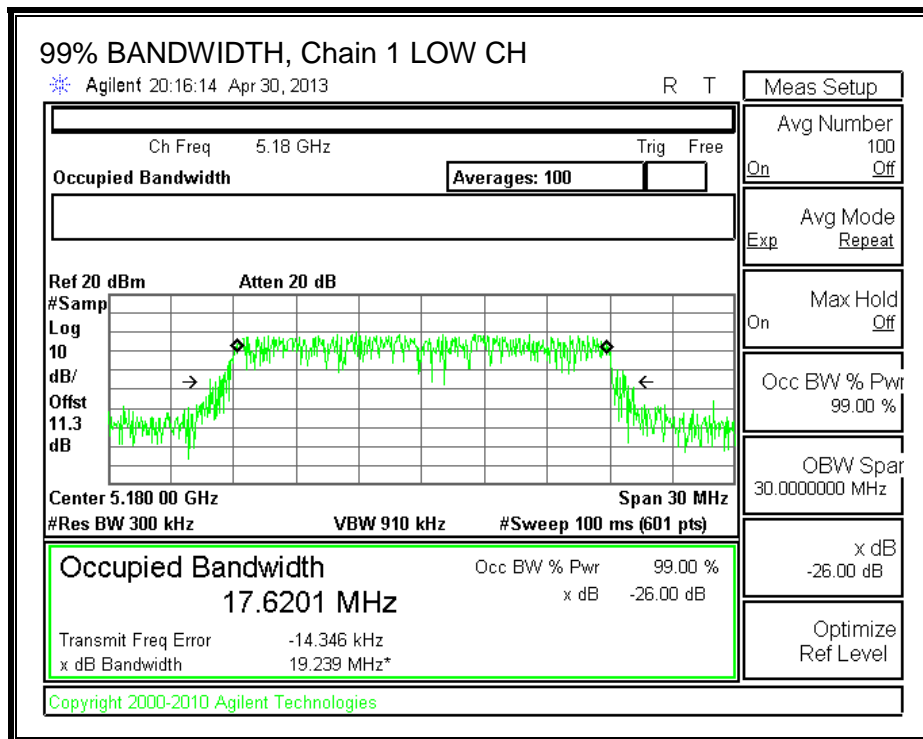 99% BANDWIDTH, Chain 1 LOW CH
Agilent 20:16:14 Apr 30, 2013 R T
Ch Freq 5.18 GHz Trig Free
Occupied Bandwidth Averages: 100
Ref 20 dBm Atten 20 dB
#Samp
Log
10
dB/
Offst
11.3
dB
Center 5.180 00 GHz Span 30 MHz
#Res BW 300 kHz VBW 910 kHz #Sweep 100 ms (601 pts)
Occupied Bandwidth Occ BW % Pwr 99.00 %
17.6201 MHz x dB -26.00 dB
Transmit Freq Error -14.346 kHz
x dB Bandwidth 19.239 MHz*
Copyright 2000-2010 Agilent Technologies
Meas Setup
Avg Number
100
On Off
Avg Mode
Exp Repeat
Max Hold
On Off
Occ BW % Pwr
99.00 %
OBW Span
30.0000000 MHz
x dB
-26.00 dB
Optimize
Ref Level